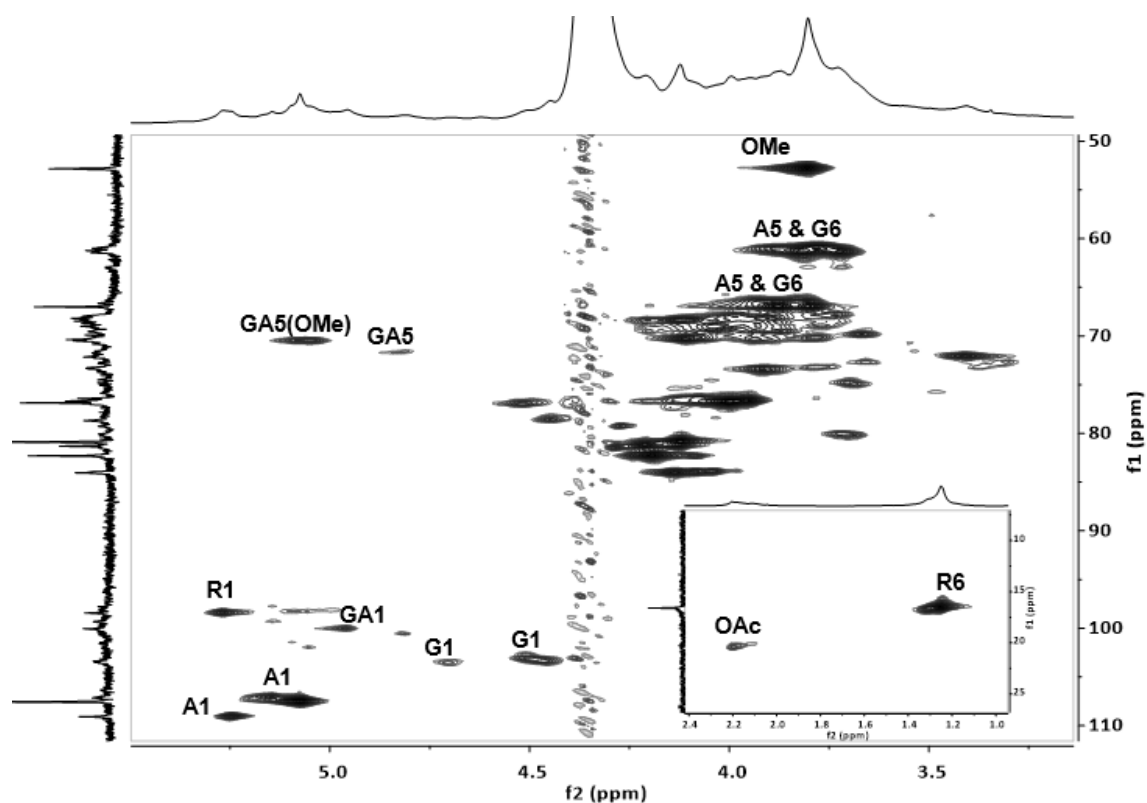 50
OMe
60
A5 & G6
A5 & G6
GA5(OMe)
GA5
70
80
f1 (ppm)
90
10
R1
R6
15
GA1
f1 (ppm)
100
G1
G1
OAc
20
A1
A1
25
2.4 2.2 2.0 1.8 1.6 1.4 1.2 1.0
f2 (ppm)
110
5.0 4.5 4.0 3.5
f2 (ppm)